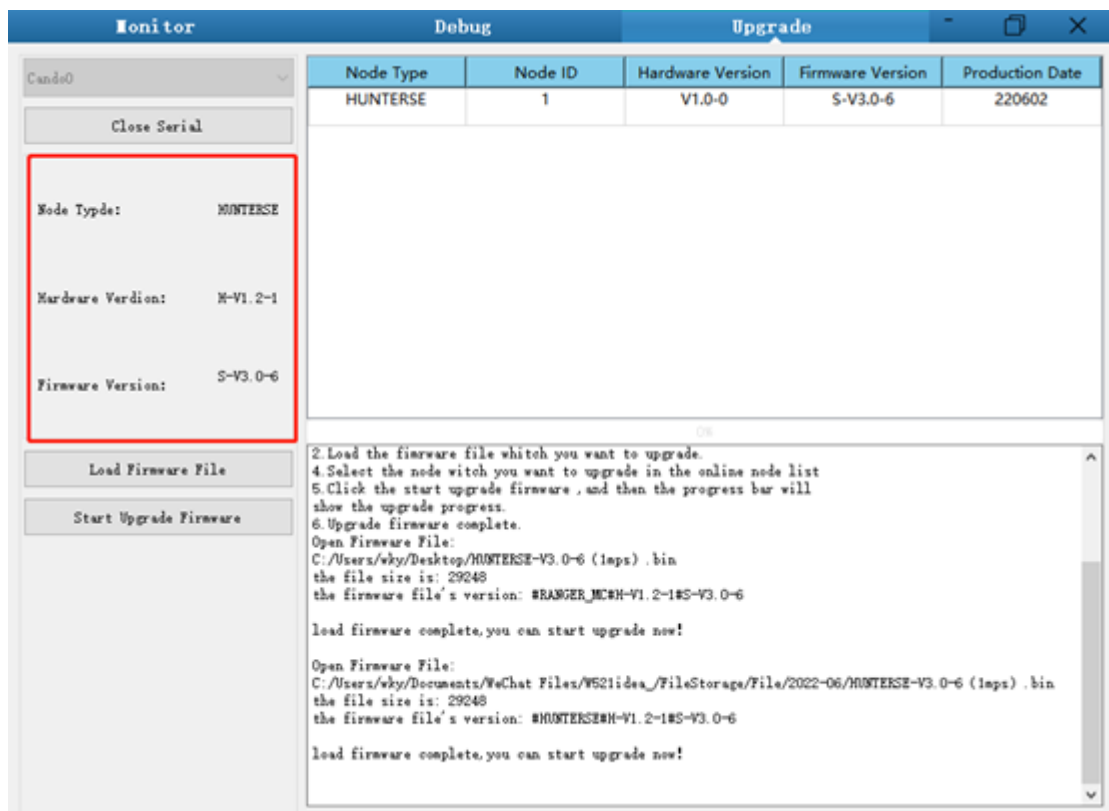 Monitor Debug Upgrade
Cando0
Close Serial
Node Typde: HUNTERSE
Hardware Verdion: H-V1.2-1
Firmware Version: S-V3.0-6
Load Firmware File
Start Upgrade Firmware
Node Type Node ID Hardware Version Firmware Version Production Date
HUNTERSE 1 V1.0-0 S-V3.0-6 220602
0%
2.Load the fimrware file whitch you want to upgrade.
4.Select the node witch you want to upgrade in the online node list
5.Click the start upgrade firmware ,and then the progress bar will
show the upgrade progress.
6.Upgrade firmware complete.
Open Firmware File:
C:/Users/wky/Desktop/HUNTERSE-V3.0-6 (1mps) .bin
the file size is: 29248
the firmware file's version: #RANGER_MC#H-V1.2-1#S-V3.0-6
load firmware complete,you can start upgrade now!
Open Firmware File:
C:/Users/wky/Documents/WeChat Files/W521idea_/FileStorage/File/2022-06/HUNTERSE-V3.0-6 (1mps) .bin
the file size is: 29248
the firmware file's version: #HUNTERSE#H-V1.2-1#S-V3.0-6
load firmware complete,you can start upgrade now!